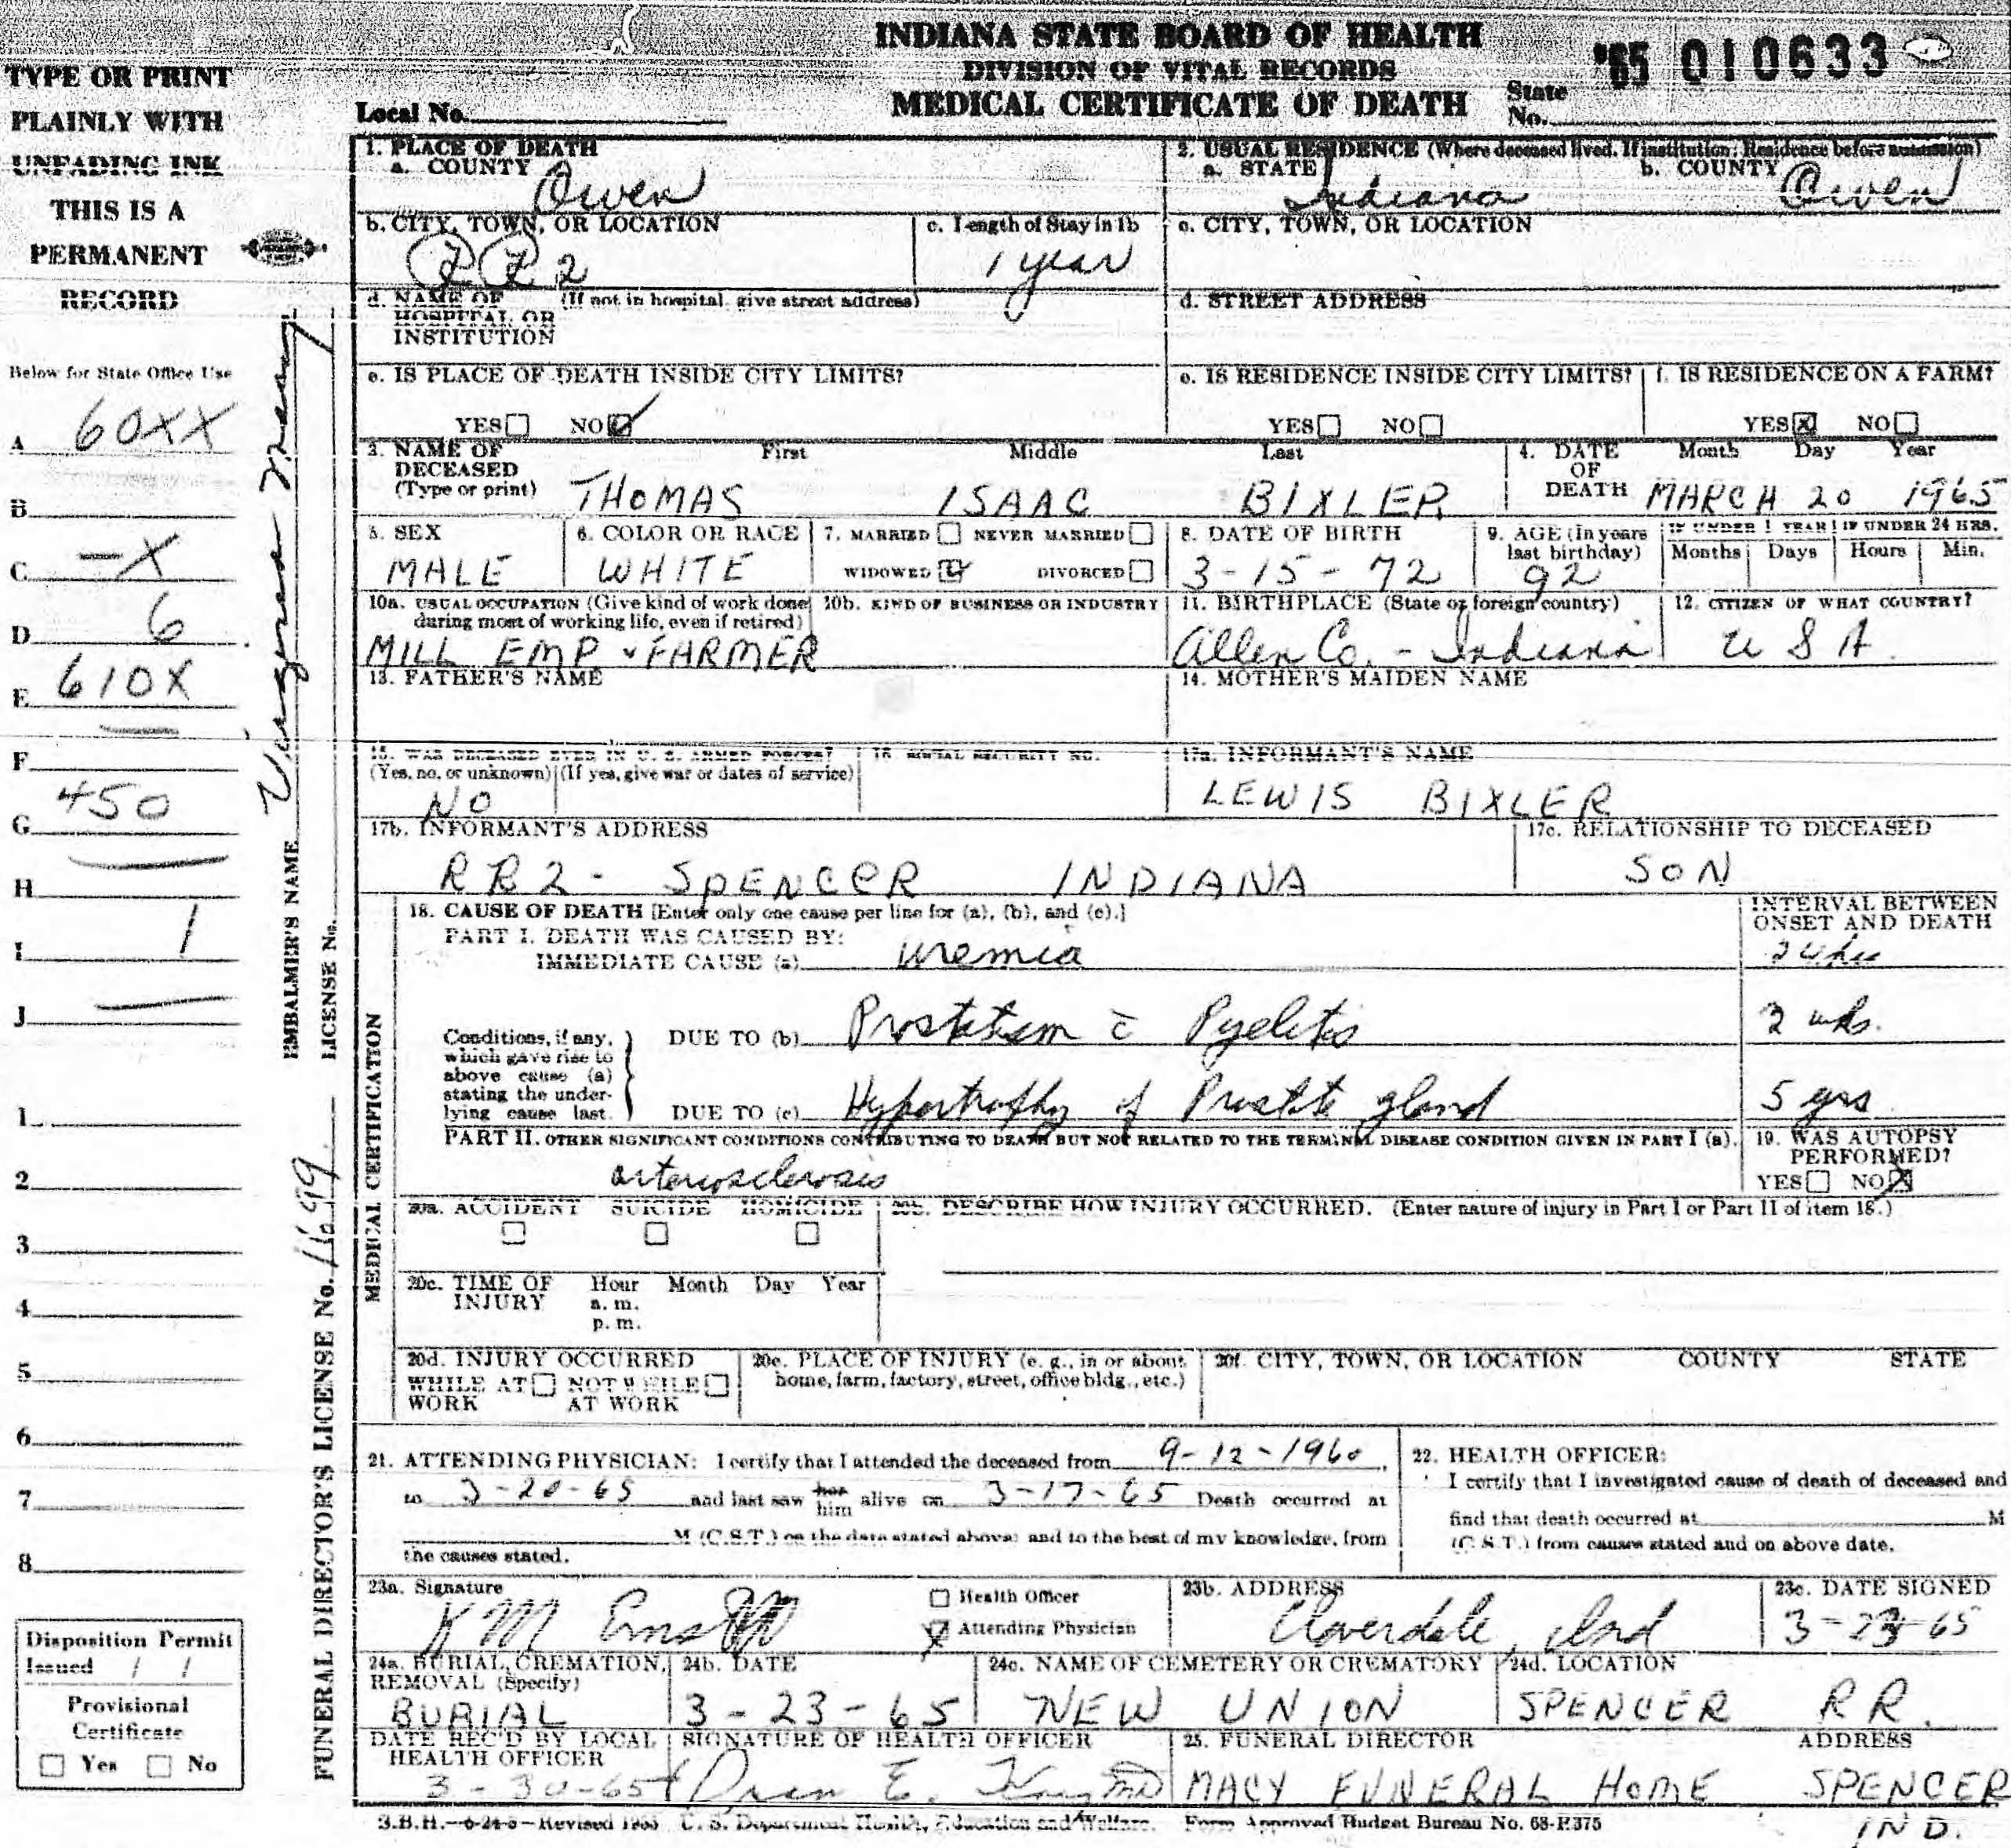 INDIANA STATE BOARD OF HEALTH
DIVISION OF VITAL RECORDS
MEDICAL CERTIFICATE OF DEATH
Local No.
State No.
'65 010633
TYPE OR PRINT
PLAINLY WITH
UNFADING INK
THIS IS A
PERMANENT
RECORD
Below for State Office Use
A 60XX
B
C -X
D 6
E 610X
F
G 450
H
I 1
J
1
2
3
4
5
6
7
8
Disposition Permit
Issued / /
Provisional
Certificate
Yes No
EMBALMER'S NAME
LICENSE No.
FUNERAL DIRECTOR'S LICENSE No. 1699
1. PLACE OF DEATH
a. COUNTY Owen
2. USUAL RESIDENCE (Where deceased lived. If institution: Residence before admission)
a. STATE Indiana b. COUNTY Owen
b. CITY, TOWN, OR LOCATION
RR2
c. Length of Stay in 1b
1 year
c. CITY, TOWN, OR LOCATION
d. NAME OF (If not in hospital, give street address)
HOSPITAL OR
INSTITUTION
d. STREET ADDRESS
e. IS PLACE OF DEATH INSIDE CITY LIMITS?
YES NO
e. IS RESIDENCE INSIDE CITY LIMITS?
YES NO
f. IS RESIDENCE ON A FARM?
YES X NO
3. NAME OF
DECEASED
(Type or print)
First Middle Last
THOMAS ISAAC BIXLER
4. DATE
OF
DEATH
Month Day Year
MARCH 20 1965
5. SEX
MALE
6. COLOR OR RACE
WHITE
7. MARRIED NEVER MARRIED
WIDOWED DIVORCED
8. DATE OF BIRTH
3-15-72
9. AGE (In years
last birthday)
92
IF UNDER 1 YEAR
Months Days
IF UNDER 24 HRS.
Hours Min.
10a. USUAL OCCUPATION (Give kind of work done
during most of working life, even if retired)
MILL EMP. & FARMER
10b. KIND OF BUSINESS OR INDUSTRY
11. BIRTHPLACE (State or foreign country)
Allen Co. - Indiana
12. CITIZEN OF WHAT COUNTRY?
U S A
13. FATHER'S NAME
14. MOTHER'S MAIDEN NAME
15. WAS DECEASED EVER IN U. S. ARMED FORCES?
(Yes, no, or unknown) (If yes, give war or dates of service)
NO
16. SOCIAL SECURITY NO.
17a. INFORMANT'S NAME
LEWIS BIXLER
17b. INFORMANT'S ADDRESS
RR2 - SPENCER INDIANA
17c. RELATIONSHIP TO DECEASED
SON
MEDICAL CERTIFICATION
18. CAUSE OF DEATH [Enter only one cause per line for (a), (b), and (c).]
INTERVAL BETWEEN
ONSET AND DEATH
PART I. DEATH WAS CAUSED BY:
IMMEDIATE CAUSE (a) Uremia
24 hrs
Conditions, if any,
which gave rise to
above cause (a)
stating the under-
lying cause last.
DUE TO (b) Prostatism c̄ Pyelitis
2 wks.
DUE TO (c) Hypertrophy of Prostate gland
5 yrs
PART II. OTHER SIGNIFICANT CONDITIONS CONTRIBUTING TO DEATH BUT NOT RELATED TO THE TERMINAL DISEASE CONDITION GIVEN IN PART I (a).
arteriosclerosis
19. WAS AUTOPSY
PERFORMED?
YES NO X
20a. ACCIDENT SUICIDE HOMICIDE
20b. DESCRIBE HOW INJURY OCCURRED. (Enter nature of injury in Part I or Part II of item 18.)
20c. TIME OF
INJURY
Hour Month Day Year
a. m.
p. m.
20d. INJURY OCCURRED
WHILE AT NOT WHILE
WORK AT WORK
20e. PLACE OF INJURY (e. g., in or about
home, farm, factory, street, office bldg., etc.)
20f. CITY, TOWN, OR LOCATION COUNTY STATE
21. ATTENDING PHYSICIAN: I certify that I attended the deceased from 9-12-1960,
to 3-20-65 and last saw her him alive on 3-17-65 Death occurred at
M (C.S.T.) on the date stated above; and to the best of my knowledge, from
the causes stated.
22. HEALTH OFFICER:
I certify that I investigated cause of death of deceased and
find that death occurred at M
(C.S.T.) from causes stated and on above date.
23a. Signature
Health Officer
Attending Physician
23b. ADDRESS
Cloverdale, Ind
23c. DATE SIGNED
3-23-65
24a. BURIAL, CREMATION,
REMOVAL (Specify)
BURIAL
24b. DATE
3-23-65
24c. NAME OF CEMETERY OR CREMATORY
NEW UNION
24d. LOCATION
SPENCER RR.
DATE REC'D BY LOCAL
HEALTH OFFICER
3-30-65
SIGNATURE OF HEALTH OFFICER
25. FUNERAL DIRECTOR ADDRESS
MACY FUNERAL HOME SPENCER
IND.
S.B.H.—6-24-5—Revised 1955 U. S. Department Health, Education and Welfare. Form Approved Budget Bureau No. 68-R375